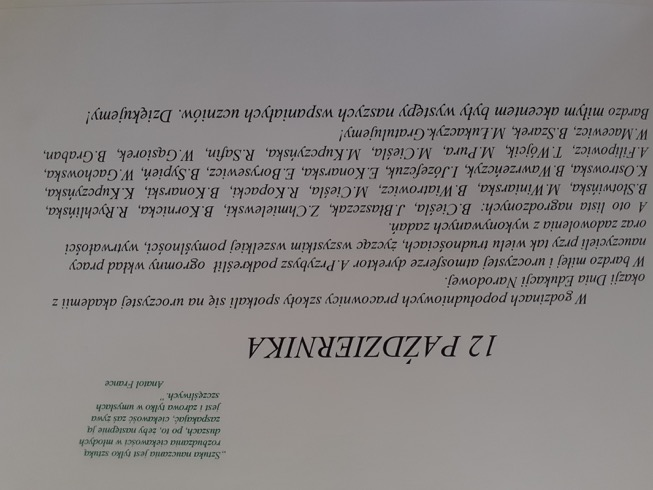 „Sztuka nauczania jest tylko sztuką
rozbudzania ciekawości w młodych
duszach, po to, żeby następnie ją
zaspakajać, ciekawość zaś żywa
jest i zdrowa tylko w umysłach
szczęśliwych."
Anatol France
12 PAŹDZIERNIKA
W godzinach popołudniowych pracownicy szkoły spotkali się na uroczystej akademii z
okazji Dnia Edukacji Narodowej.
W bardzo miłej i uroczystej atmosferze dyrektor A.Przybysz podkreślił ogromny wkład pracy
nauczycieli przy tak wielu trudnościach, życząc wszystkim wszelkiej pomyślności, wytrwałości
oraz zadowolenia z wykonywanych zadań.
A oto lista nagrodzonych: B.Cieśla, J.Błaszczak, Z.Chmielewski, B.Kornicka, R.Rychlińska,
B.Słowińska, M.Winiarska, B.Wiatrowicz, M.Cieśla, R.Kopacki, B.Konarski, K.Kupczyńska,
K.Ostrowska, B.Wawrzeńczyk, I.Józefczuk, E.Konarska, E.Borysewicz, B.Sypień, W.Gachowska,
A.Filipowicz, T.Wójcik, M.Pura, M.Cieśla, M.Kupczyńska, R.Safin, W.Gąsiorek, B.Graban,
W.Macewicz, B.Szarek, M.Łukaczyk.Gratulujemy!
Bardzo miłym akcentem były występy naszych wspaniałych uczniów. Dziękujemy!